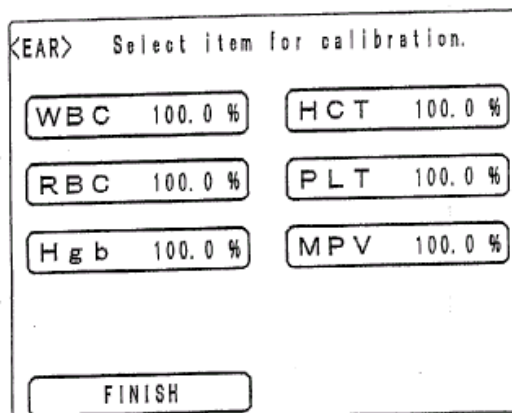 <EAR> Select item for calibration.
WBC 100.0 % HCT 100.0 %
RBC 100.0 % PLT 100.0 %
Hgb 100.0 % MPV 100.0 %
FINISH